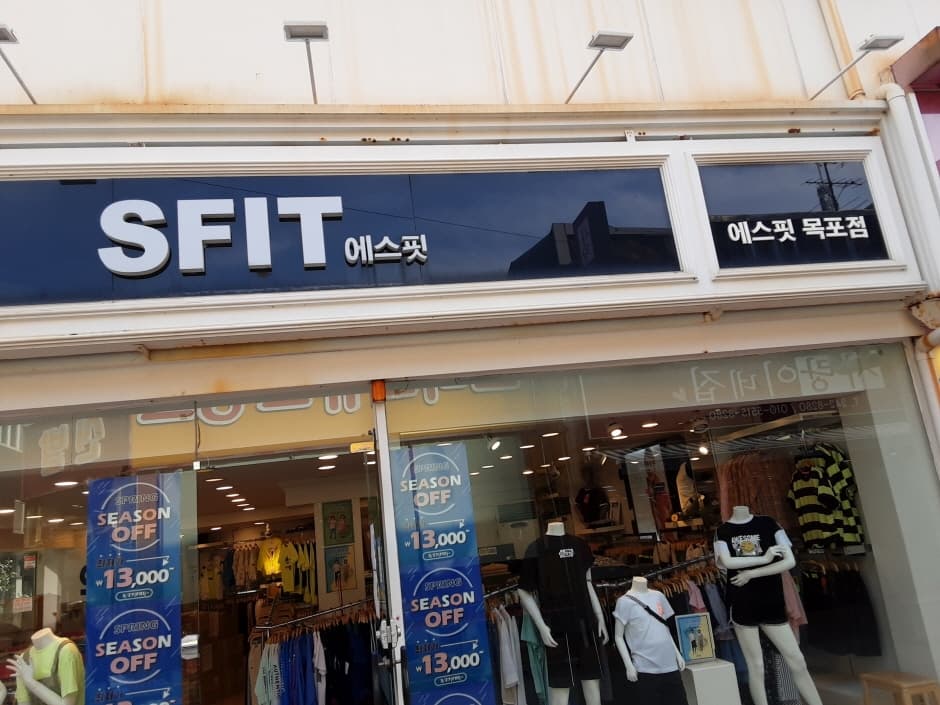 SFIT 에스핏
에스핏 목포점
SPRING
SEASON
OFF
₩13,000~
SPRING
SEASON
OFF
SPRING
SEASON
OFF
₩13,000~
SPRING
SEASON
OFF
₩13,000~
AWESOME